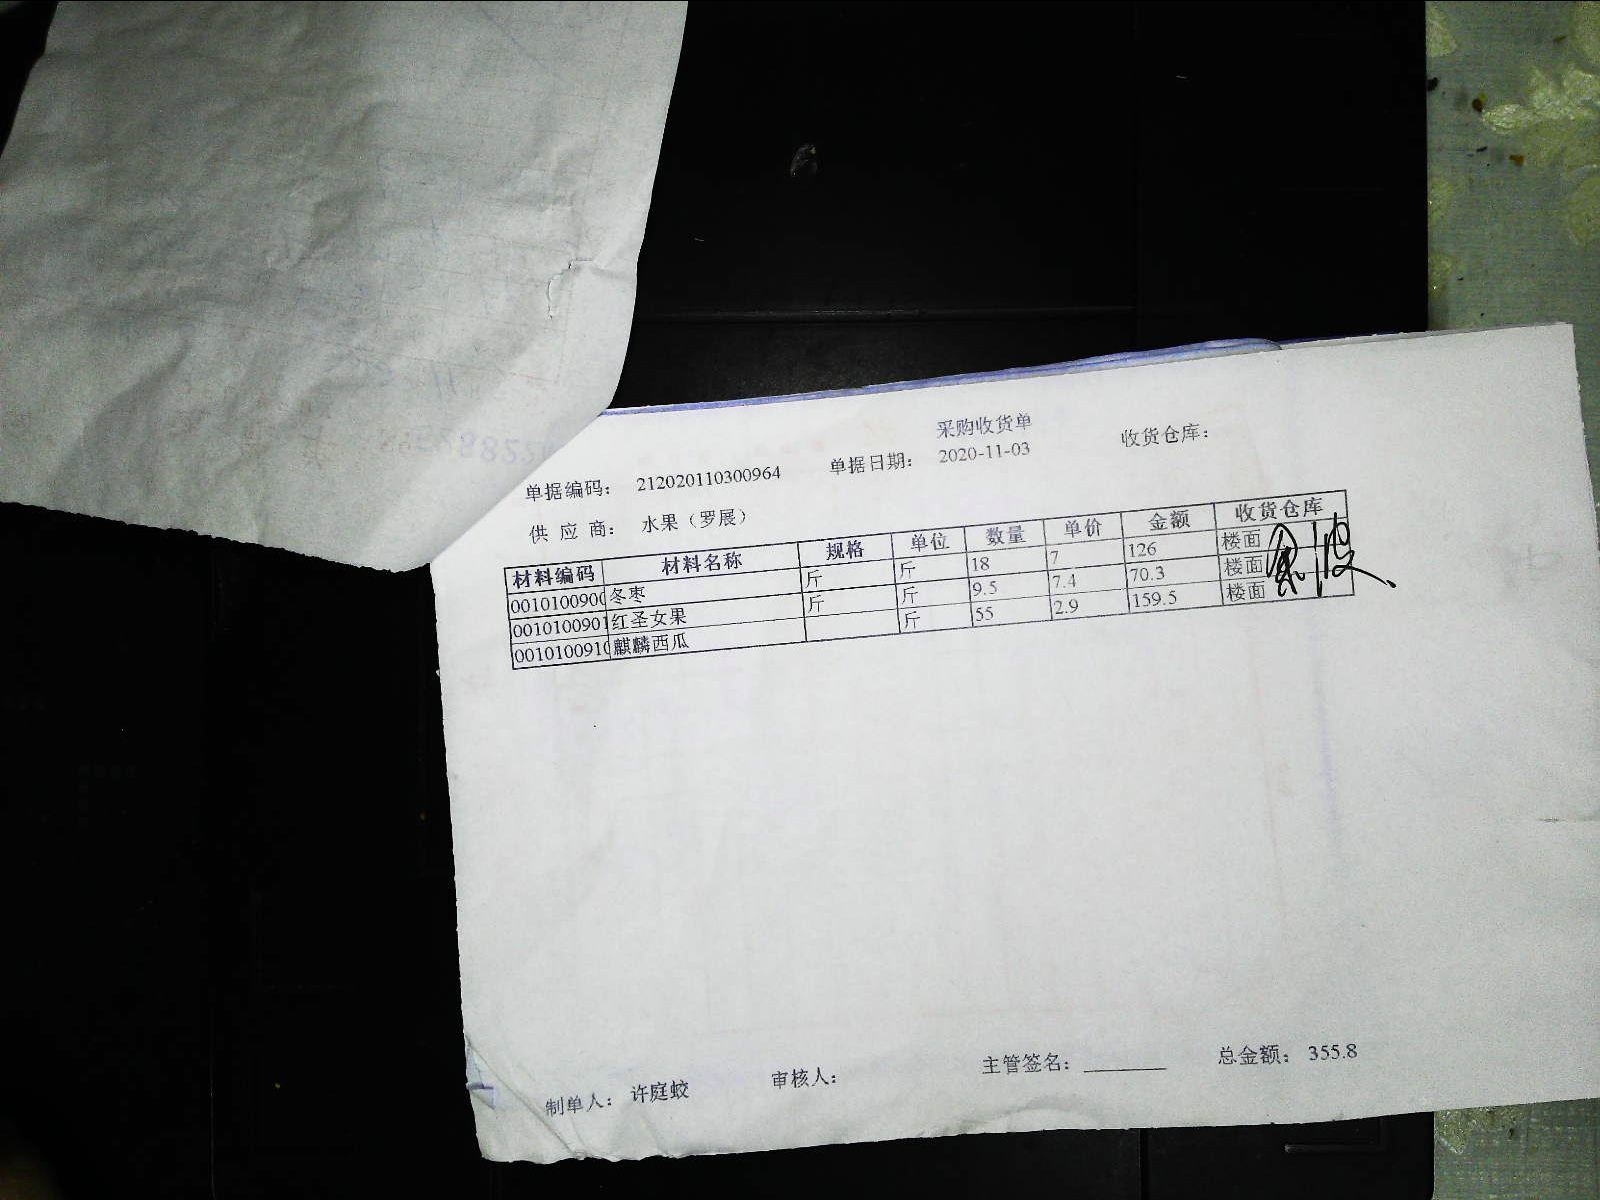 采购收货单
单据编码： 212020110300964 单据日期： 2020-11-03 收货仓库：
供 应 商： 水果（罗展）
材料编码 材料名称 规格 单位 数量 单价 金额 收货仓库
0010100900 冬枣 斤 斤 18 7 126 楼面
0010100901 红圣女果 斤 斤 9.5 7.4 70.3 楼面
0010100910 麒麟西瓜 斤 55 2.9 159.5 楼面
制单人： 许庭蛟 审核人： 主管签名： 总金额： 355.8